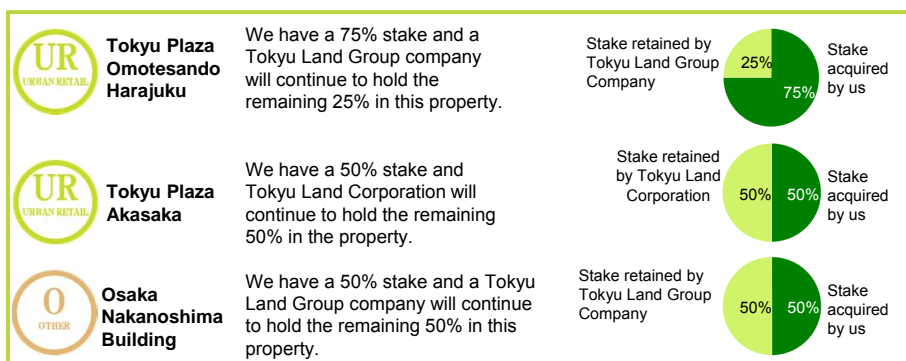 UR
URBAN RETAIL
Tokyu Plaza
Omotesando
Harajuku
We have a 75% stake and a
Tokyu Land Group company
will continue to hold the
remaining 25% in this property.
Stake retained by
Tokyu Land Group
Company
25%
75%
Stake
acquired
by us
UR
URBAN RETAIL
Tokyu Plaza
Akasaka
We have a 50% stake and
Tokyu Land Corporation will
continue to hold the remaining
50% in the property.
Stake retained
by Tokyu Land
Corporation
50%
50%
Stake
acquired
by us
O
OTHER
Osaka
Nakanoshima
Building
We have a 50% stake and a Tokyu
Land Group company will continue
to hold the remaining 50% in this
property.
Stake retained by
Tokyu Land Group
Company
50%
50%
Stake
acquired
by us